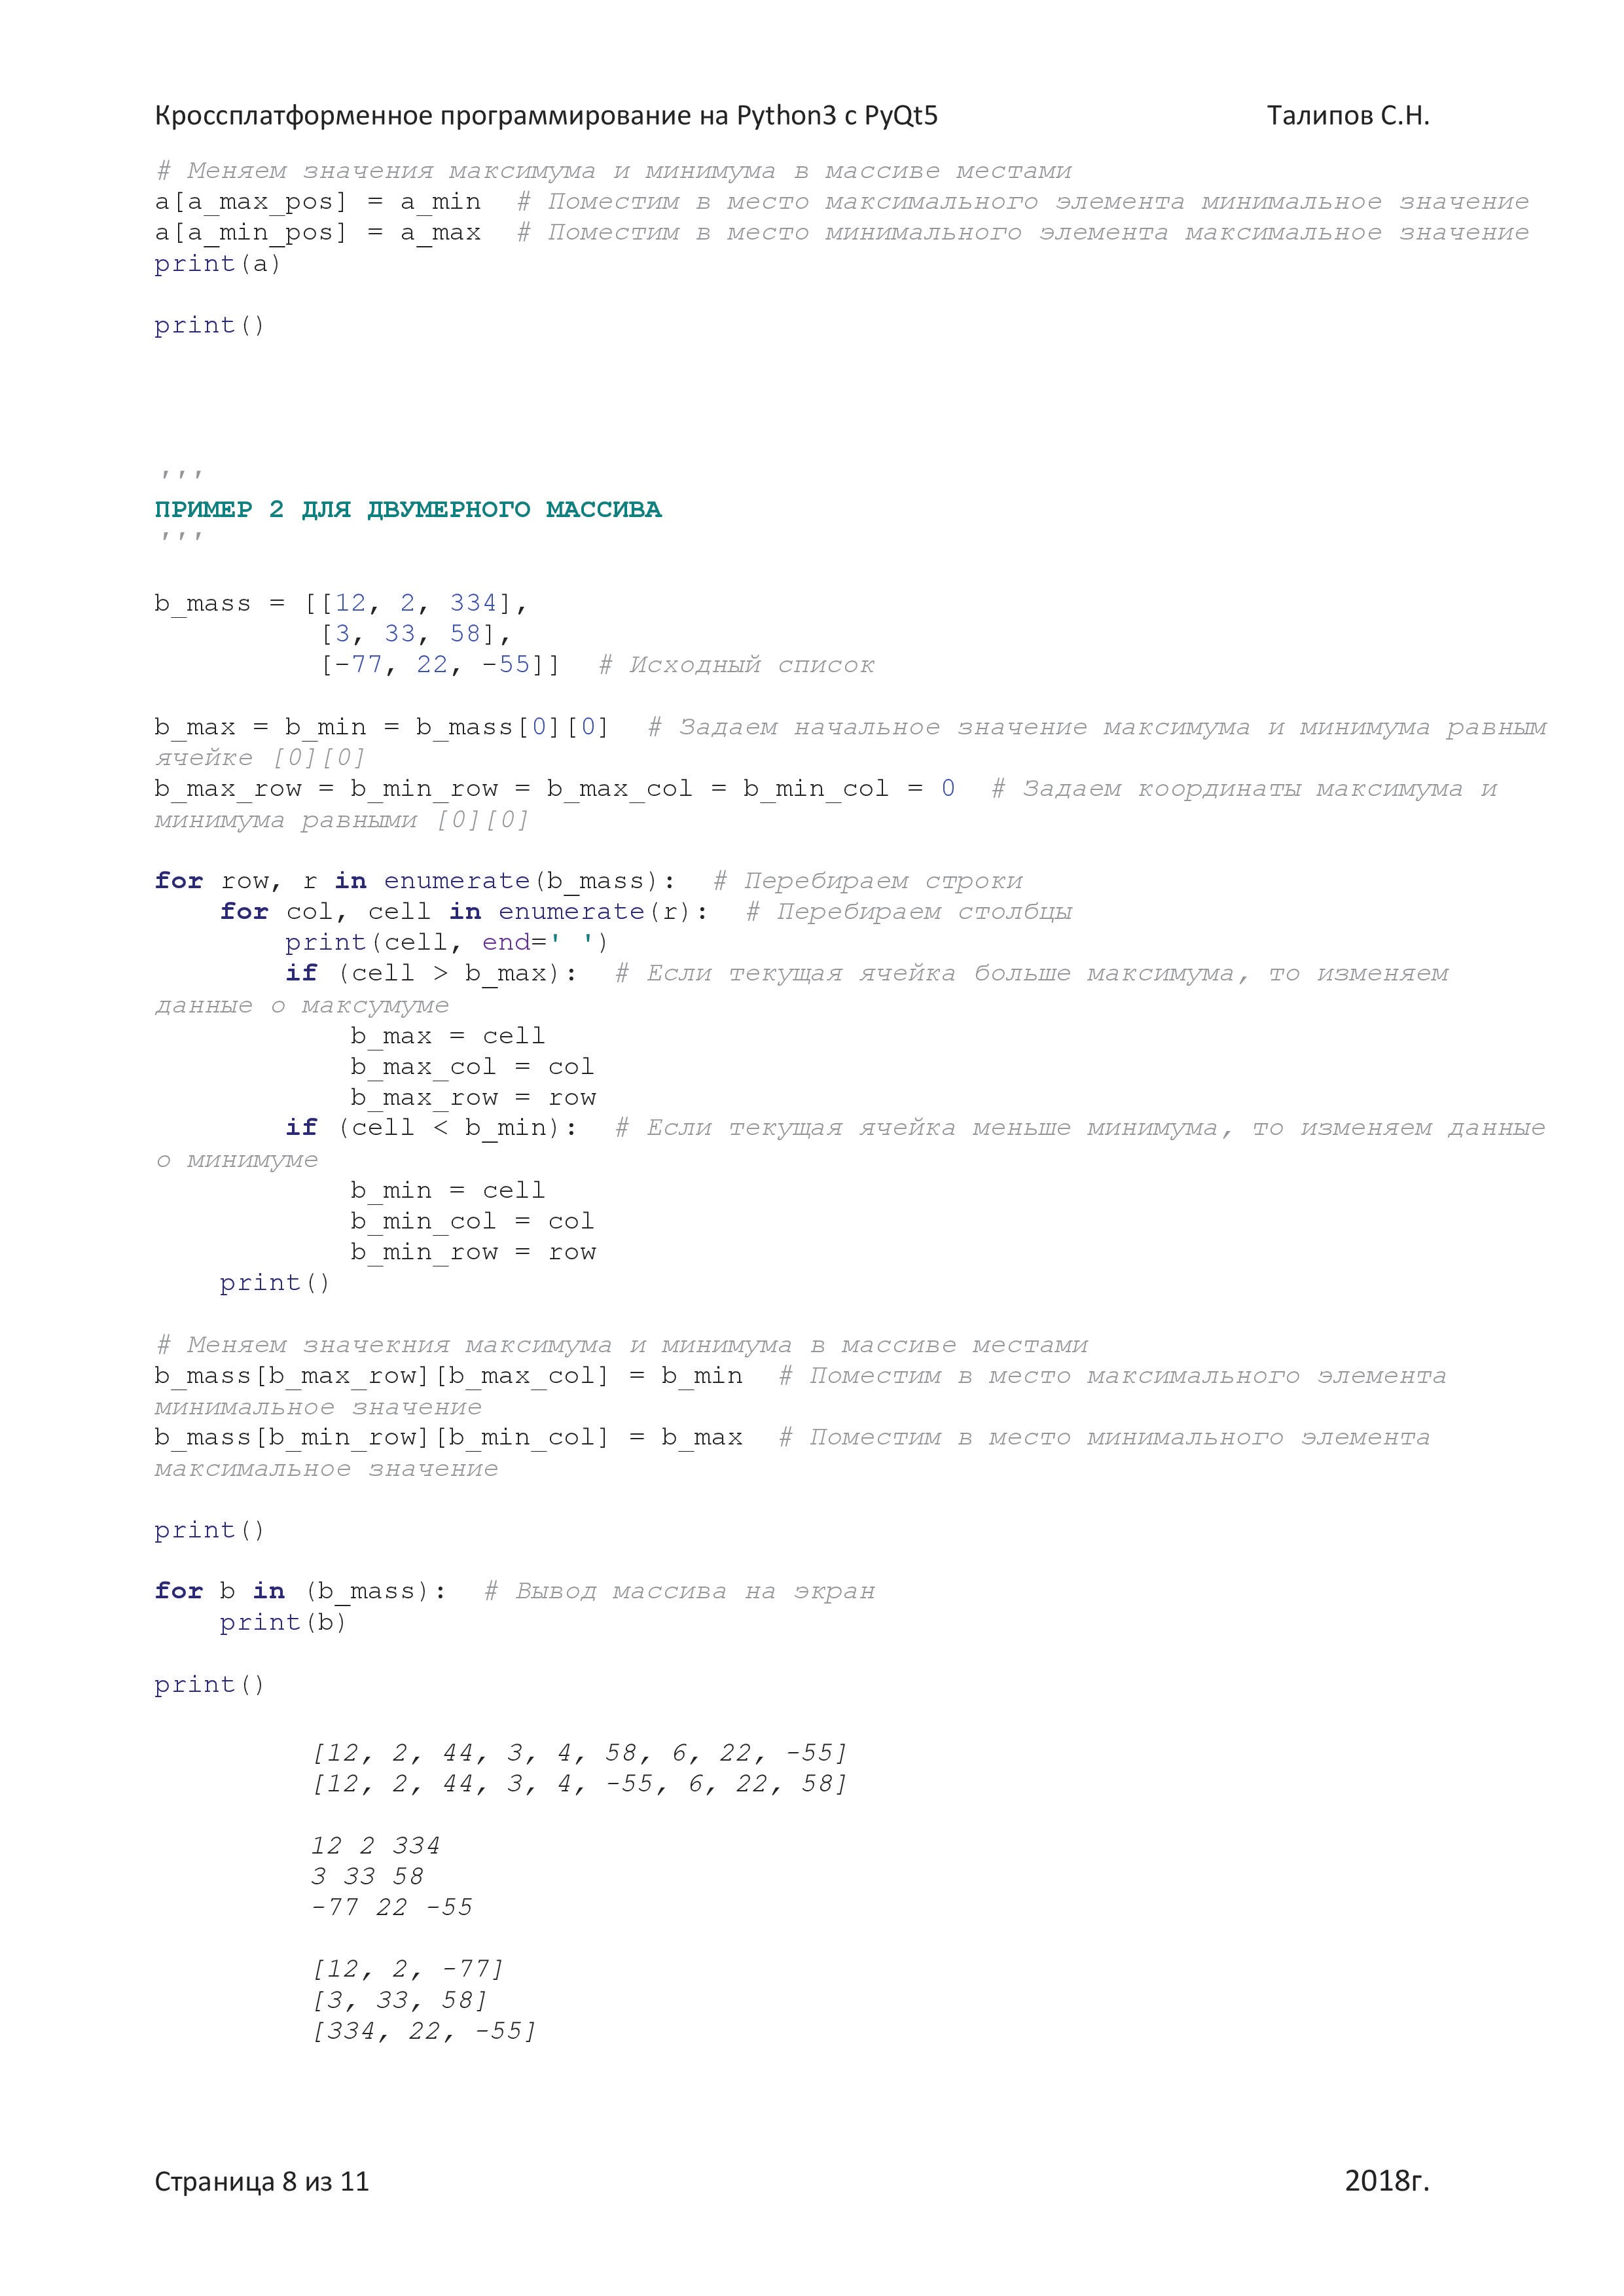 Кроссплатформенное программирование на Python3 с PyQt5 Талипов С.Н.
# Меняем значения максимума и минимума в массиве местами
a[a_max_pos] = a_min  # Поместим в место максимального элемента минимальное значение
a[a_min_pos] = a_max  # Поместим в место минимального элемента максимальное значение
print(a)
print()
'''
ПРИМЕР 2 ДЛЯ ДВУМЕРНОГО МАССИВА
'''
b_mass = [[12, 2, 334],
          [3, 33, 58],
          [-77, 22, -55]]  # Исходный список
b_max = b_min = b_mass[0][0]  # Задаем начальное значение максимума и минимума равным
ячейке [0][0]
b_max_row = b_min_row = b_max_col = b_min_col = 0  # Задаем координаты максимума и
минимума равными [0][0]
for row, r in enumerate(b_mass):  # Перебираем строки
    for col, cell in enumerate(r):  # Перебираем столбцы
        print(cell, end=' ')
        if (cell > b_max):  # Если текущая ячейка больше максимума, то изменяем
данные о максумуме
            b_max = cell
            b_max_col = col
            b_max_row = row
        if (cell < b_min):  # Если текущая ячейка меньше минимума, то изменяем данные
о минимуме
            b_min = cell
            b_min_col = col
            b_min_row = row
    print()
# Меняем значекния максимума и минимума в массиве местами
b_mass[b_max_row][b_max_col] = b_min  # Поместим в место максимального элемента
минимальное значение
b_mass[b_min_row][b_min_col] = b_max  # Поместим в место минимального элемента
максимальное значение
print()
for b in (b_mass):  # Вывод массива на экран
    print(b)
print()
[12, 2, 44, 3, 4, 58, 6, 22, -55]
[12, 2, 44, 3, 4, -55, 6, 22, 58]
12 2 334
3 33 58
-77 22 -55
[12, 2, -77]
[3, 33, 58]
[334, 22, -55]
Страница 8 из 11 2018г.